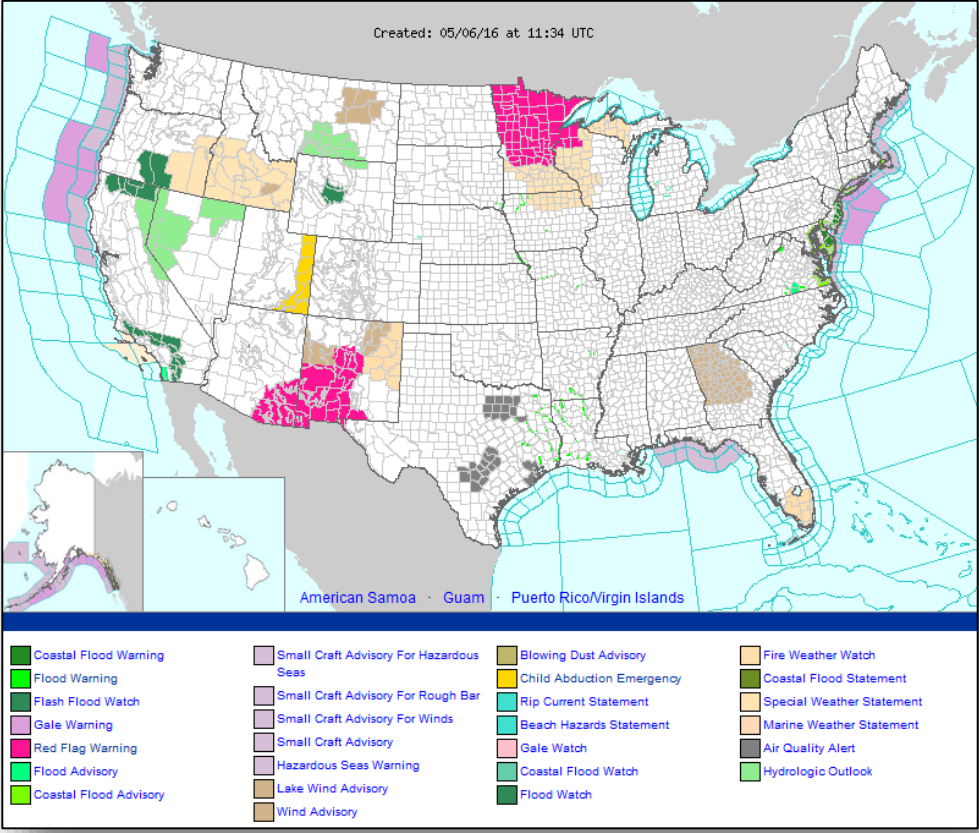 Created: 05/06/16 at 11:34 UTC
American Samoa · Guam · Puerto Rico/Virgin Islands
Coastal Flood Warning
Flood Warning
Flash Flood Watch
Gale Warning
Red Flag Warning
Flood Advisory
Coastal Flood Advisory
Small Craft Advisory For Hazardous
Seas
Small Craft Advisory For Rough Bar
Small Craft Advisory For Winds
Small Craft Advisory
Hazardous Seas Warning
Lake Wind Advisory
Wind Advisory
Blowing Dust Advisory
Child Abduction Emergency
Rip Current Statement
Beach Hazards Statement
Gale Watch
Coastal Flood Watch
Flood Watch
Fire Weather Watch
Coastal Flood Statement
Special Weather Statement
Marine Weather Statement
Air Quality Alert
Hydrologic Outlook